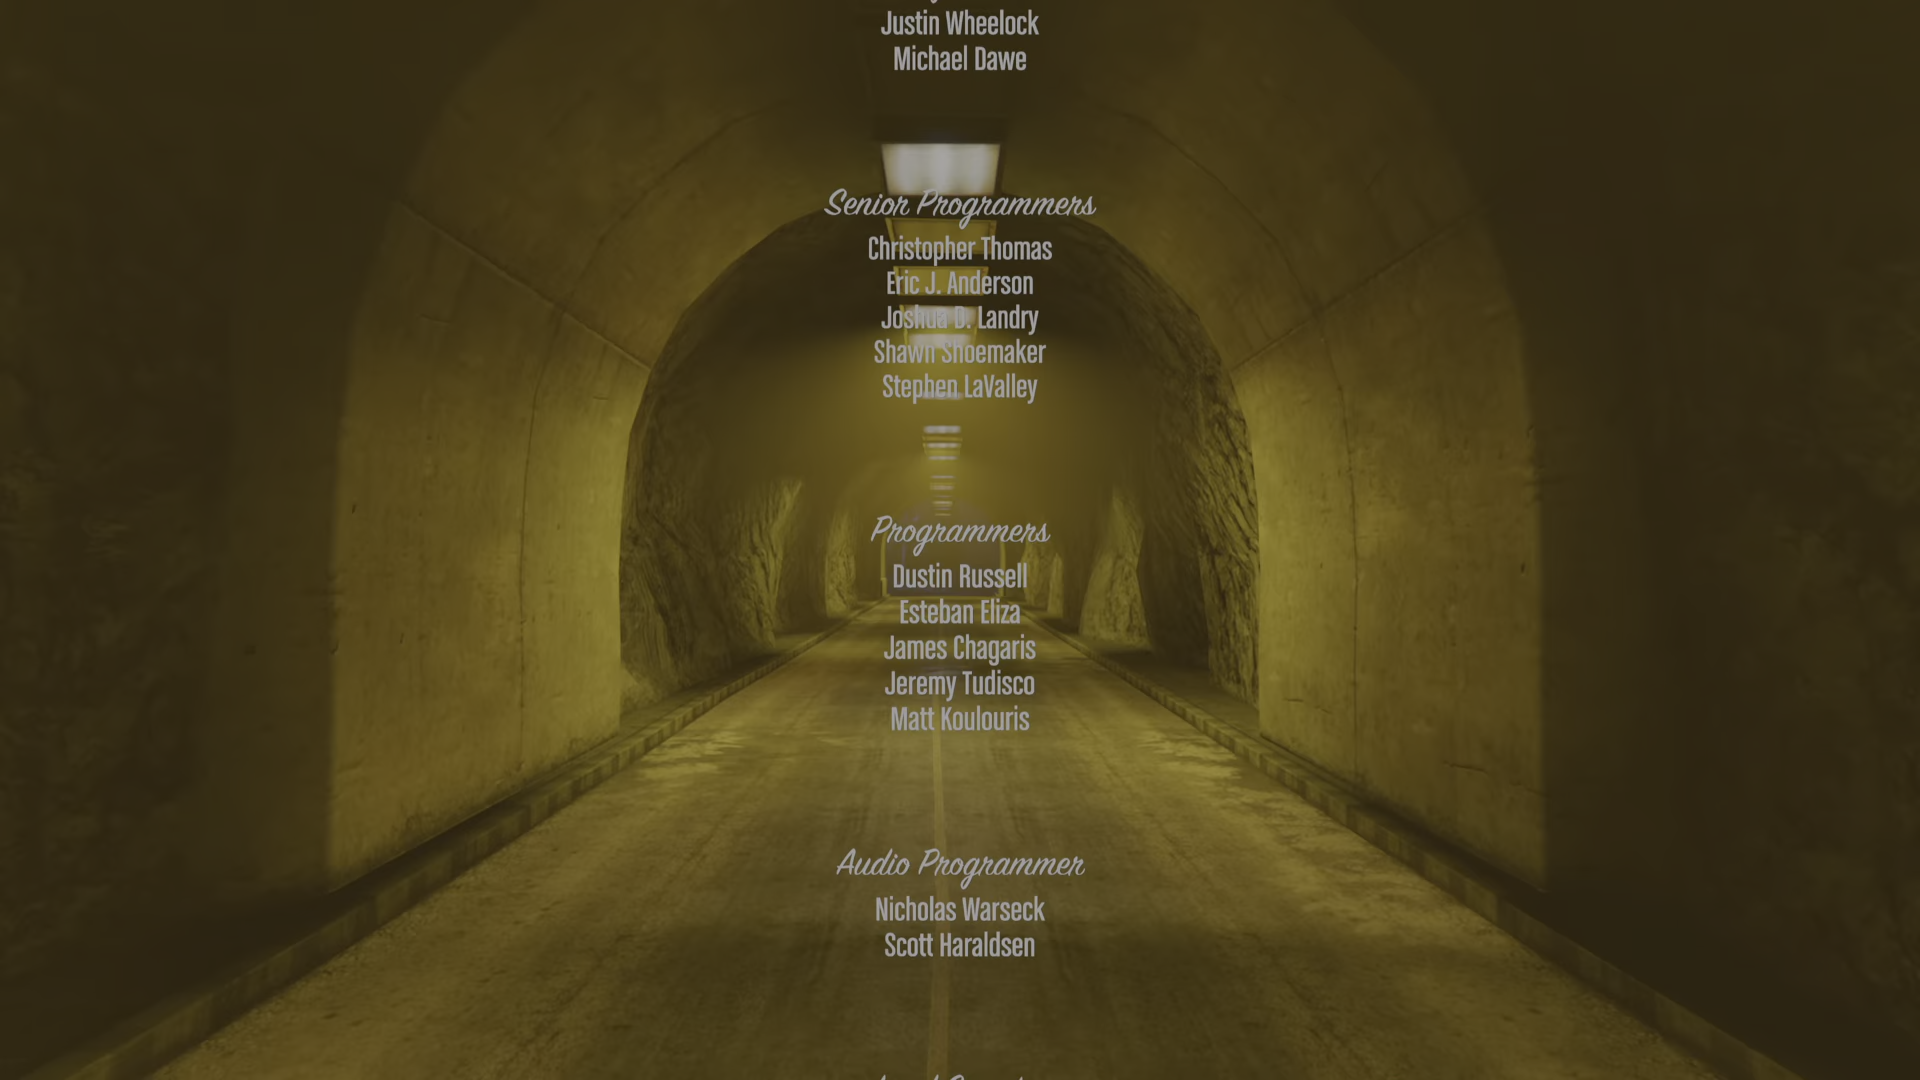 Justin Wheelock
Michael Dawe
Senior Programmers
Christopher Thomas
Eric J. Anderson
Joshua D. Landry
Shawn Shoemaker
Stephen LaValley
Programmers
Dustin Russell
Esteban Eliza
James Chagaris
Jeremy Tudisco
Matt Koulouris
Audio Programmer
Nicholas Warseck
Scott Haraldsen